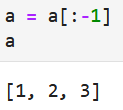 a = a[:-1]
a
[1, 2, 3]